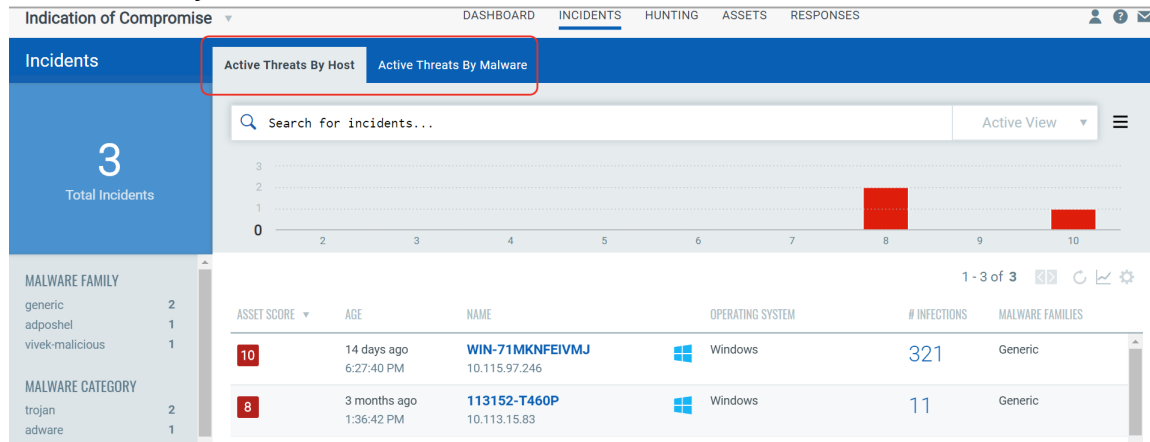 Indication of Compromise
DASHBOARD INCIDENTS HUNTING ASSETS RESPONSES
Incidents
Active Threats By Host Active Threats By Malware
3
Total Incidents
Search for incidents...
Active View
3
2
1
0
2 3 4 5 6 7 8 9 10
MALWARE FAMILY
generic 2
adposhel 1
vivek-malicious 1
MALWARE CATEGORY
trojan 2
adware 1
1 - 3 of 3
ASSET SCORE AGE NAME OPERATING SYSTEM # INFECTIONS MALWARE FAMILIES
10 14 days ago WIN-71MKNFEIVMJ Windows 321 Generic
6:27:40 PM 10.115.97.246
8 3 months ago 113152-T460P Windows 11 Generic
1:36:42 PM 10.113.15.83